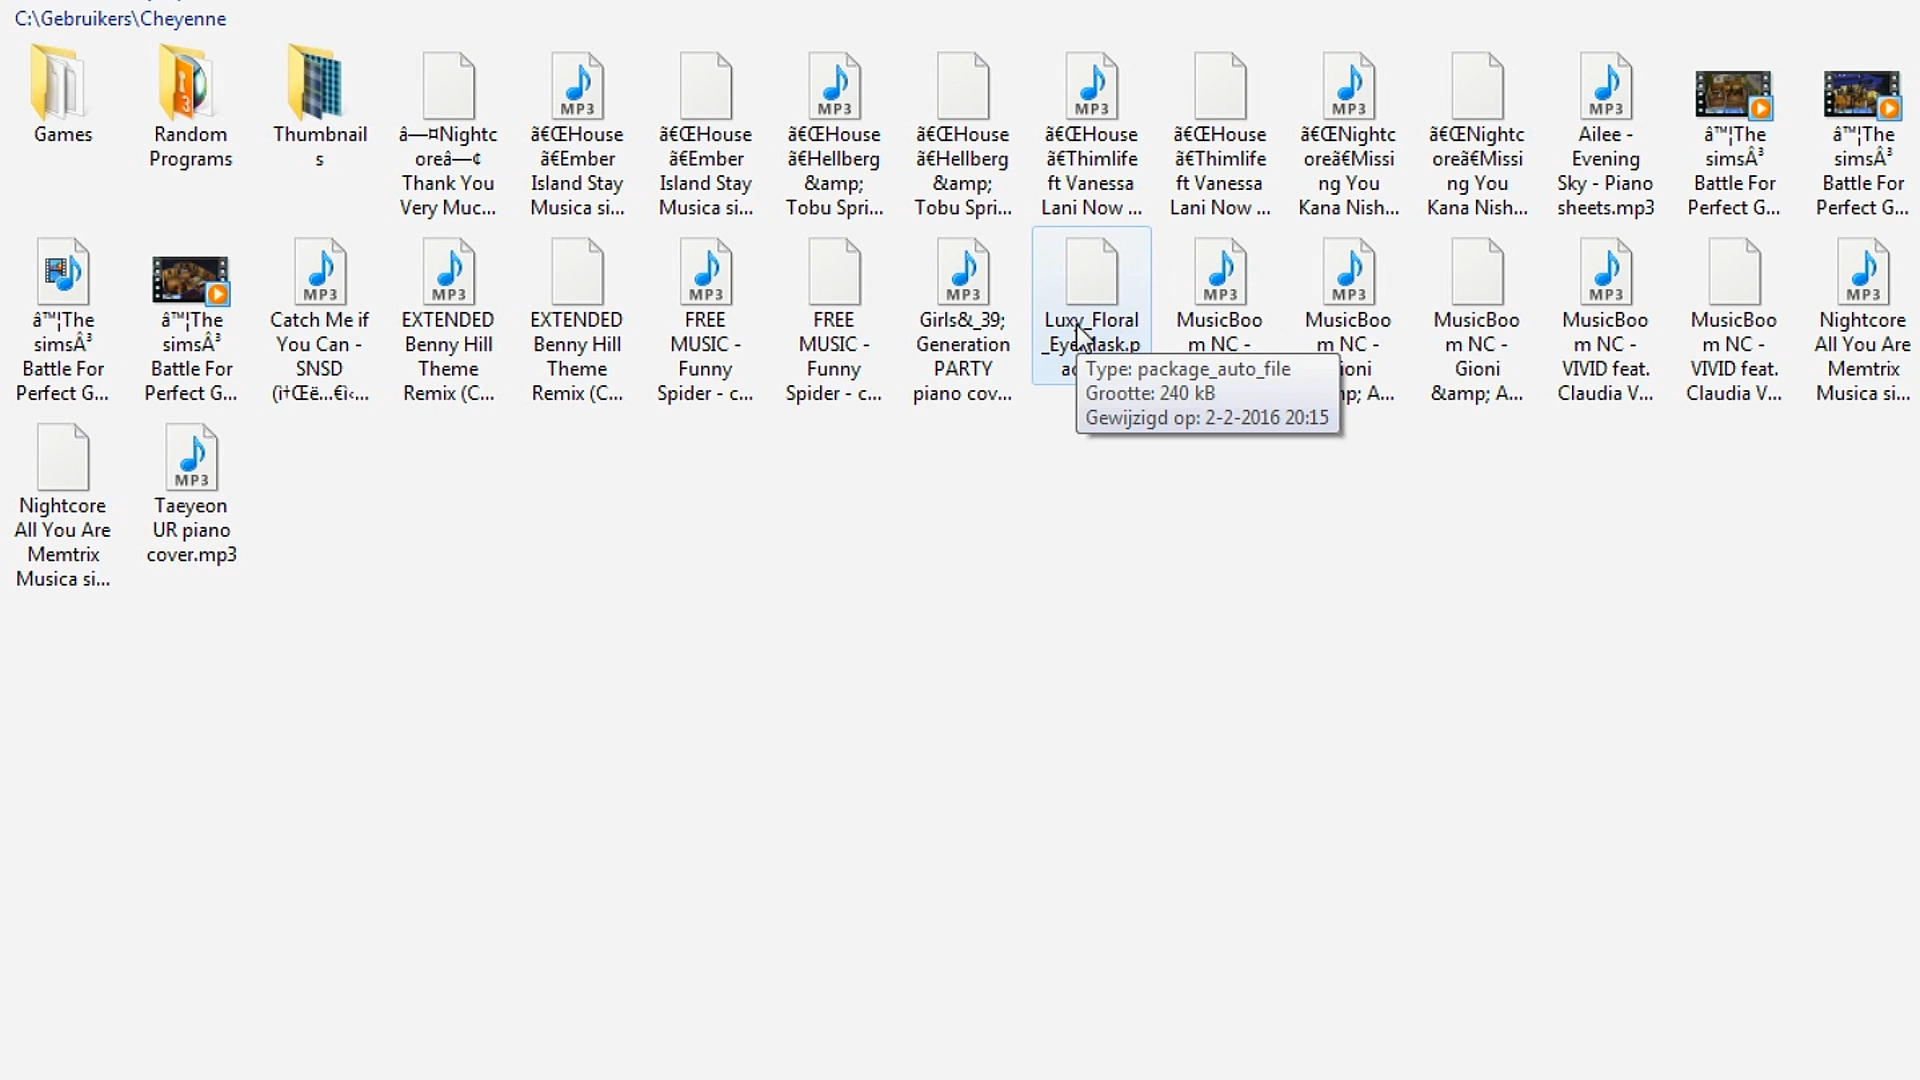 C:\Gebruikers\Cheyenne
Games
Random
Programs
Thumbnail
s
â—¤Nightc
oreâ—¢
Thank You
Very Muc...
ã€ŒHouse
ã€Ember
Island Stay
Musica si...
ã€ŒHouse
ã€Ember
Island Stay
Musica si...
ã€ŒHouse
ã€Hellberg
&amp;
Tobu Spri...
ã€ŒHouse
ã€Hellberg
&amp;
Tobu Spri...
ã€ŒHouse
ã€Thimlife
ft Vanessa
Lani Now ...
ã€ŒHouse
ã€Thimlife
ft Vanessa
Lani Now ...
ã€ŒNightc
oreã€Missi
ng You
Kana Nish...
ã€ŒNightc
oreã€Missi
ng You
Kana Nish...
Ailee -
Evening
Sky - Piano
sheets.mp3
â™¦The
simsÂ³
Battle For
Perfect G...
â™¦The
simsÂ³
Battle For
Perfect G...
â™¦The
simsÂ³
Battle For
Perfect G...
â™¦The
simsÂ³
Battle For
Perfect G...
Catch Me if
You Can -
SNSD
(ì†Œë...€ì‹...
EXTENDED
Benny Hill
Theme
Remix (C...
EXTENDED
Benny Hill
Theme
Remix (C...
FREE
MUSIC -
Funny
Spider - c...
FREE
MUSIC -
Funny
Spider - c...
Girls&_39;
Generation
PARTY
piano cov...
Luxy_Floral
_Eye
Mask.p
Type: package_auto_file
Grootte: 240 kB
Gewijzigd op: 2-2-2016 20:15
MusicBoo
m NC -
MusicBoo
m NC -
ioni
mp; A...
MusicBoo
m NC -
Gioni
&amp; A...
MusicBoo
m NC -
VIVID feat.
Claudia V...
MusicBoo
m NC -
VIVID feat.
Claudia V...
Nightcore
All You Are
Memtrix
Musica si...
Nightcore
All You Are
Memtrix
Musica si...
Taeyeon
UR piano
cover.mp3
MP3
MP3
MP3
MP3
MP3
MP3
MP3
MP3
MP3
MP3
MP3
MP3
MP3
MP3